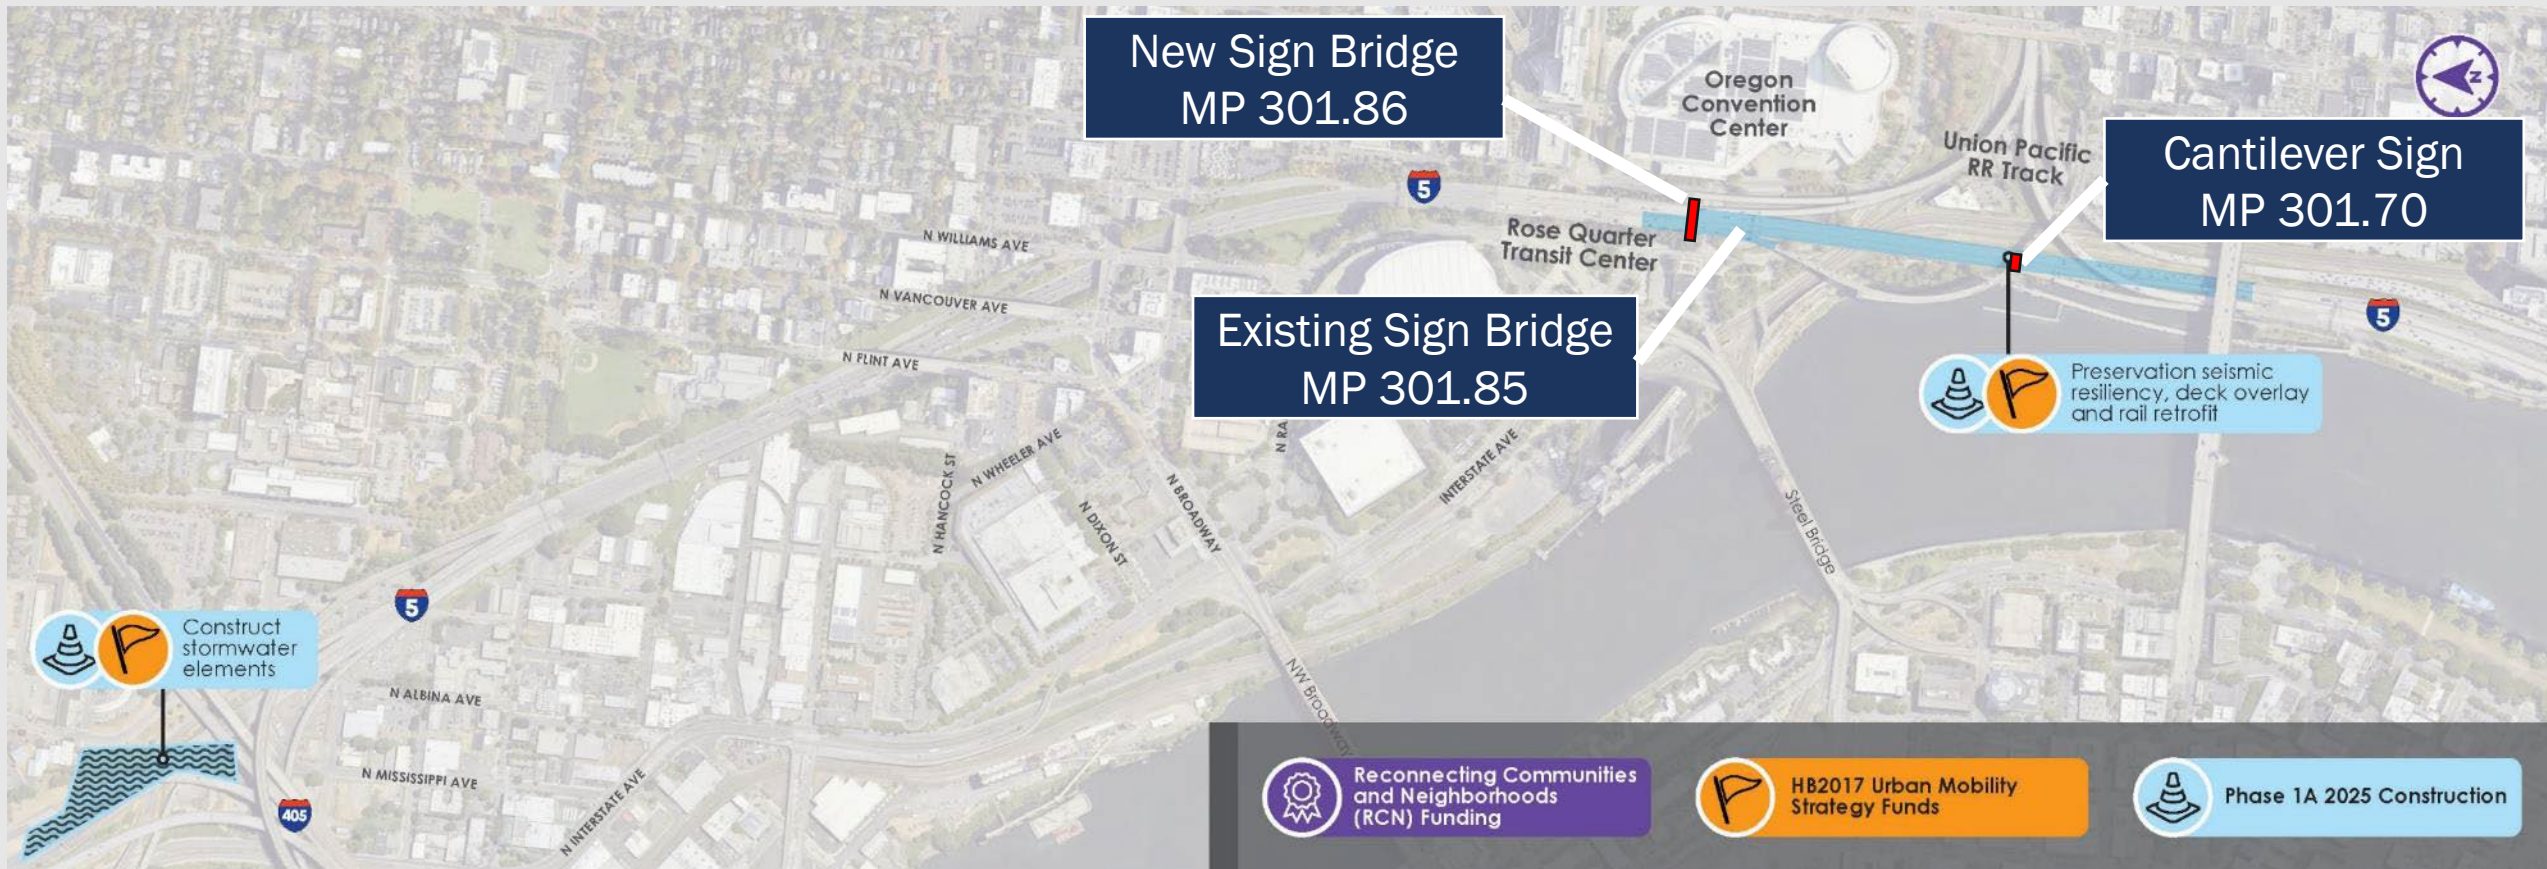 New Sign Bridge
MP 301.86
Oregon
Convention
Center
Z
Union Pacific
RR Track
Cantilever Sign
MP 301.70
5
Rose Quarter
Transit Center
N WILLIAMS AVE
N VANCOUVER AVE
Existing Sign Bridge
MP 301.85
5
N FLINT AVE
Preservation seismic
resiliency, deck overlay
and rail retrofit
N RA
N WHEELER AVE
N HANCOCK ST
INTERSTATE AVE
N BROADWAY
N DIXON ST
Steel Bridge
5
Construct
stormwater
elements
N ALBINA AVE
NW Broadway
N MISSISSIPPI AVE
405
N INTERSTATE AVE
Reconnecting Communities
and Neighborhoods
(RCN) Funding
HB2017 Urban Mobility
Strategy Funds
Phase 1A 2025 Construction